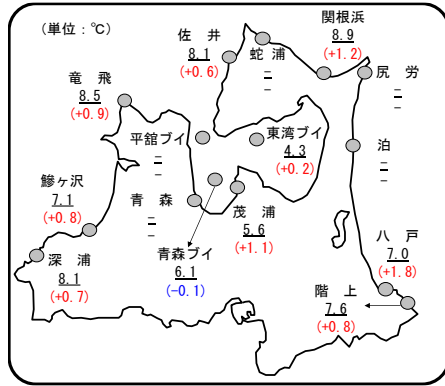 (単位：℃)
関根浜
8.9
(+1.2)
佐井
8.1
(+0.6)
蛇浦
－
－
尻労
－
－
竜飛
8.5
(+0.9)
平舘ブイ
－
－
東湾ブイ
4.3
(+0.2)
泊
－
－
鰺ヶ沢
7.1
(+0.8)
青森
－
－
茂浦
5.6
(+1.1)
青森ブイ
6.1
(-0.1)
八戸
7.0
(+1.8)
深浦
8.1
(+0.7)
階上
7.6
(+0.8)